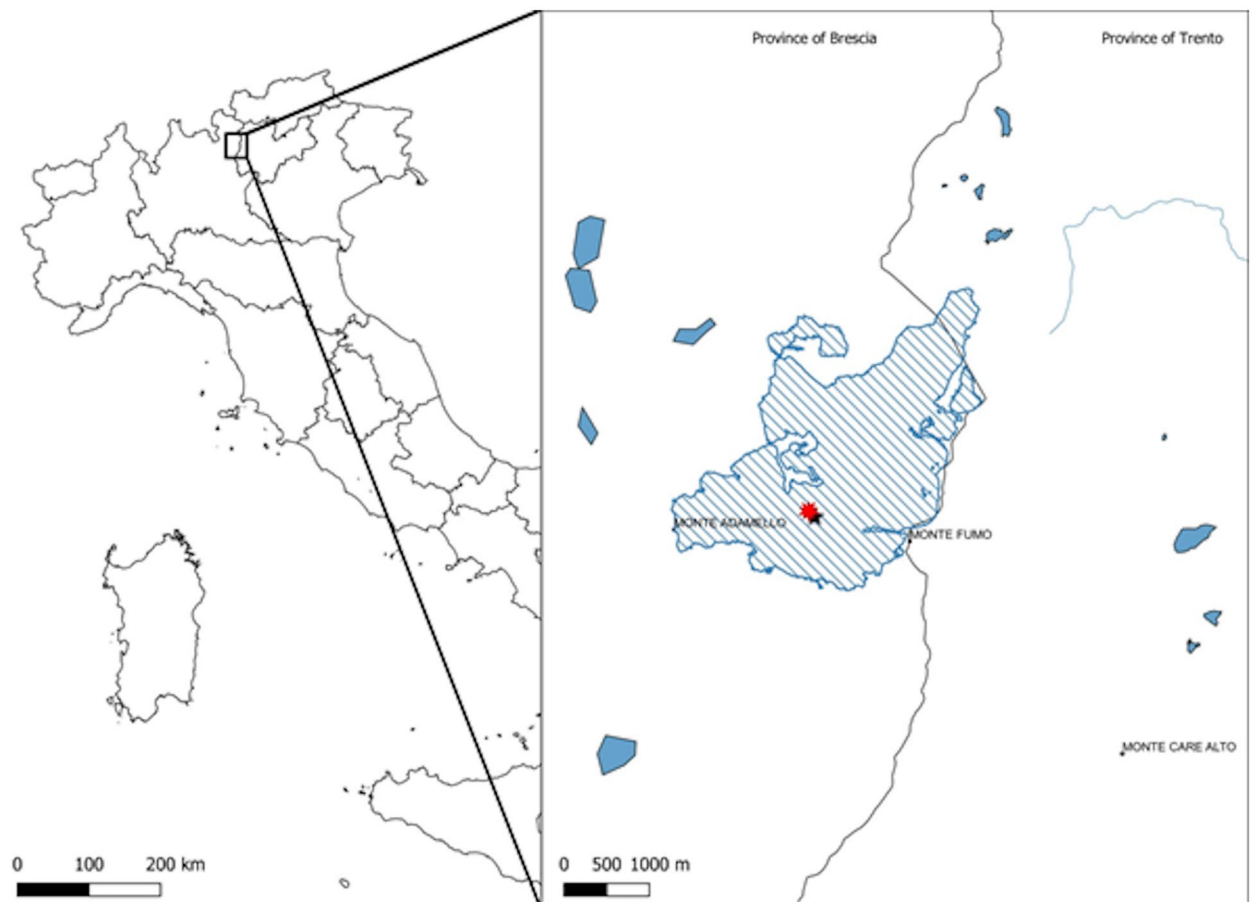 Province of Brescia
Province of Trento
MONTE ADAMELLO
MONTE FUMO
MONTE CARE ALTO
0 100 200 km
0 500 1000 m